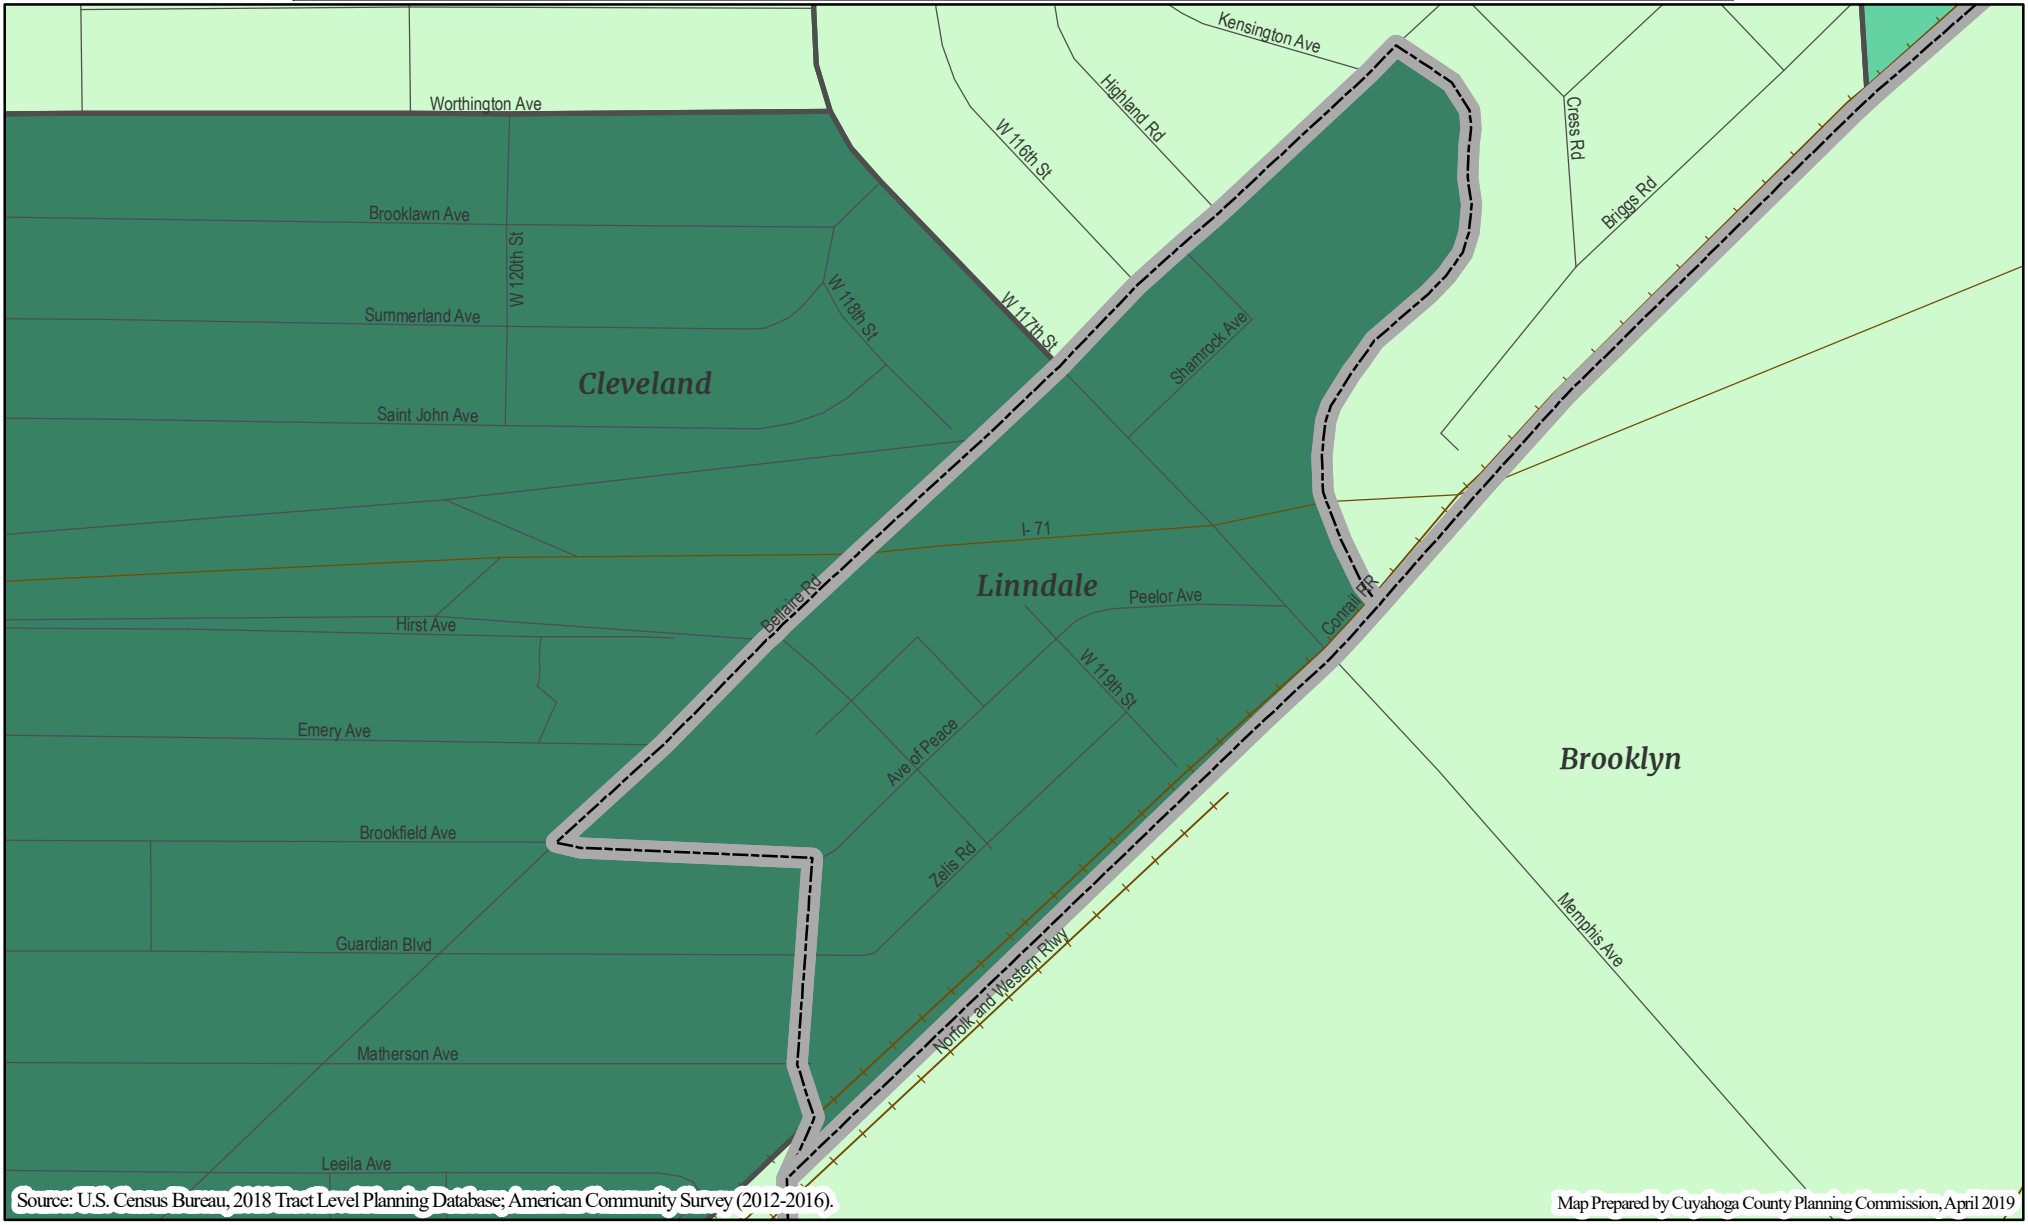 Kensington Ave
Worthington Ave
Highland Rd
Cress Rd
W 116th St
Brooklawn Ave
Briggs Rd
W 120th St
W 118th St
W 117th St
Summerland Ave
Shamrock Ave
Cleveland
Saint John Ave
I- 71
Linndale
Peelor Ave
Bellaire Rd
Conrail RR
Hirst Ave
W 119th St
Emery Ave
Ave of Peace
Brooklyn
Brookfield Ave
Zelis Rd
Guardian Blvd
Memphis Ave
Norfolk and Western Rlwy
Matherson Ave
Leeila Ave
Source: U.S. Census Bureau, 2018 Tract Level Planning Database; American Community Survey (2012-2016).
Map Prepared by Cuyahoga County Planning Commission, April 2019